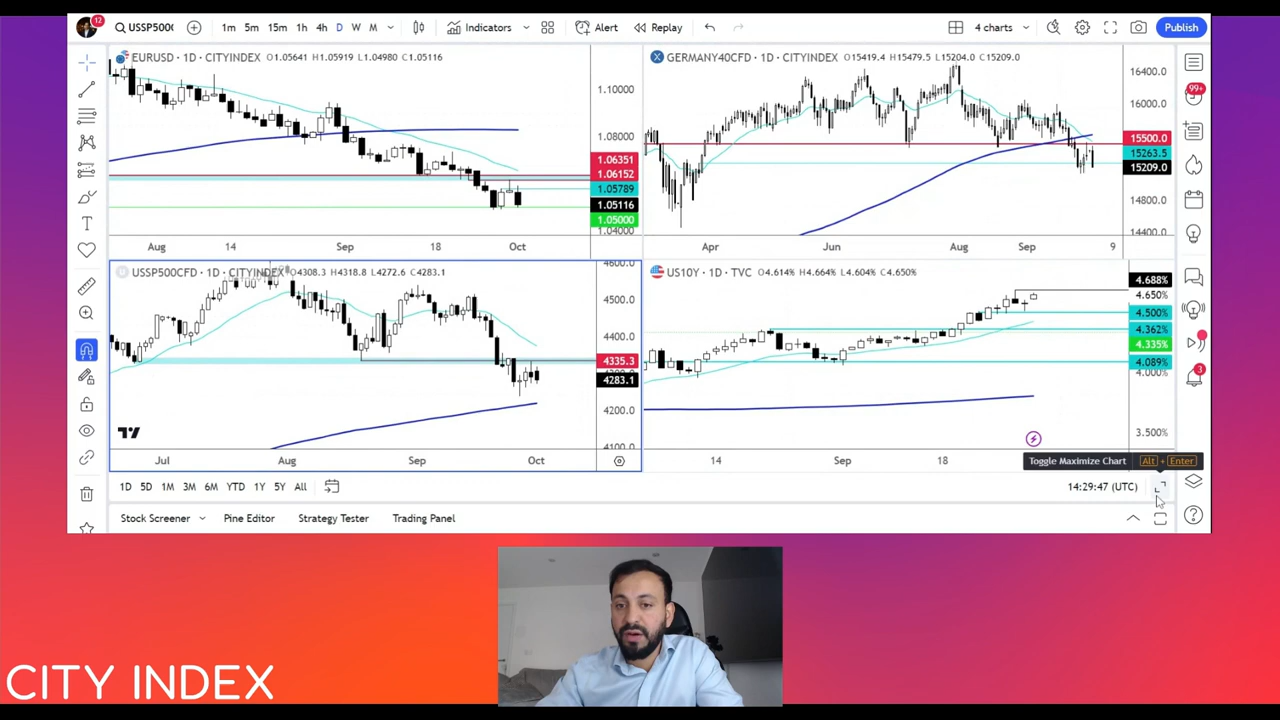 12
USSP500
1m 5m 15m 1h 4h D W M
Indicators
Alert
Replay
4 charts
Publish
EURUSD · 1D · CITYINDEX O1.05641 H1.05919 L1.04980 C1.05116
1.10000
1.08000
1.06351
1.06152
1.05789
1.05116
1.05000
1.04000
Aug 14 Sep 18 Oct
GERMANY40CFD · 1D · CITYINDEX O15419.4 H15479.5 L15204.0 C15209.0
16400.0
16000.0
15500.0
15263.5
15209.0
14800.0
14400.0
Apr Jun Aug Sep 9
USSP500CFD · 1D · CITYINDEX O4308.3 H4318.8 L4272.6 C4283.1
4600.0
4500.0
4400.0
4335.3
4283.1
4200.0
4100.0
Jul Aug Sep Oct
US10Y · 1D · TVC O4.614% H4.664% L4.604% C4.650%
4.688%
4.650%
4.500%
4.362%
4.335%
4.089%
4.000%
3.500%
14 Sep 18
Toggle Maximize Chart Alt + Enter
99+
3
1D 5D 1M 3M 6M YTD 1Y 5Y All
14:29:47 (UTC)
Stock Screener Pine Editor Strategy Tester Trading Panel
CITY INDEX